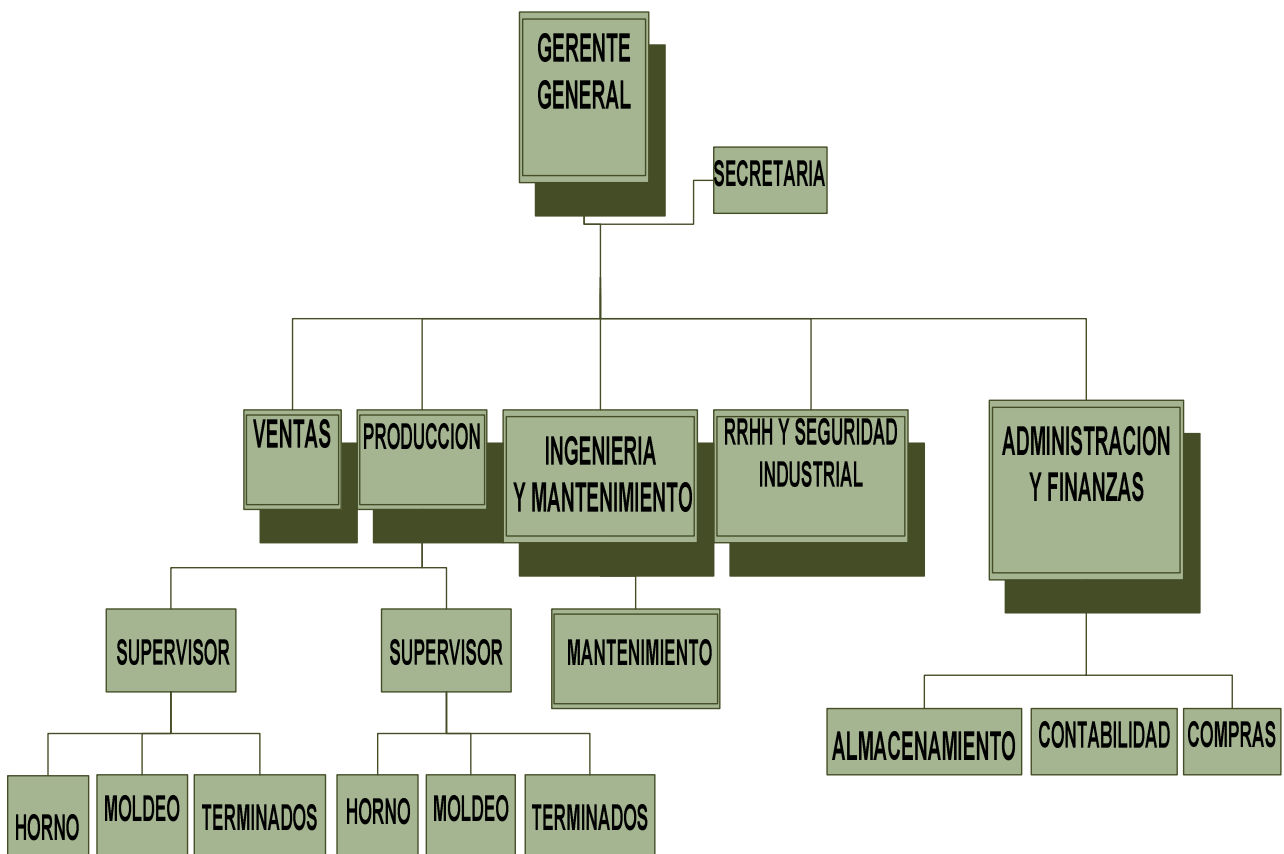 GERENTE
GENERAL
SECRETARIA
VENTAS
PRODUCCION
INGENIERIA
Y MANTENIMIENTO
RRHH Y SEGURIDAD
INDUSTRIAL
ADMINISTRACION
Y FINANZAS
SUPERVISOR
SUPERVISOR
MANTENIMIENTO
ALMACENAMIENTO
CONTABILIDAD
COMPRAS
HORNO
MOLDEO
TERMINADOS
HORNO
MOLDEO
TERMINADOS